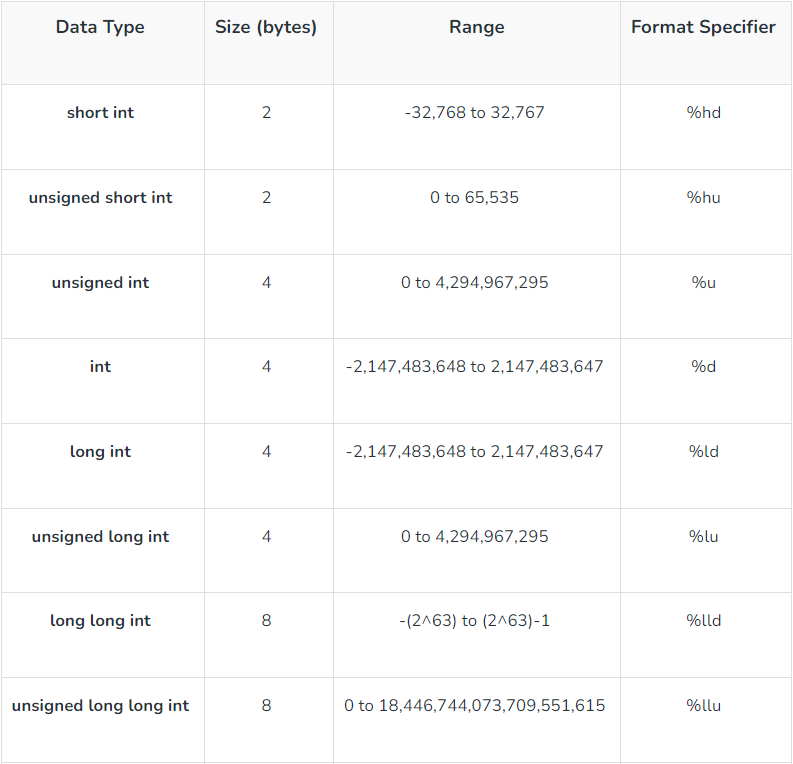 Data Type Size (bytes) Range Format Specifier
short int 2 -32,768 to 32,767 %hd
unsigned short int 2 0 to 65,535 %hu
unsigned int 4 0 to 4,294,967,295 %u
int 4 -2,147,483,648 to 2,147,483,647 %d
long int 4 -2,147,483,648 to 2,147,483,647 %ld
unsigned long int 4 0 to 4,294,967,295 %lu
long long int 8 -(2^63) to (2^63)-1 %lld
unsigned long long int 8 0 to 18,446,744,073,709,551,615 %llu